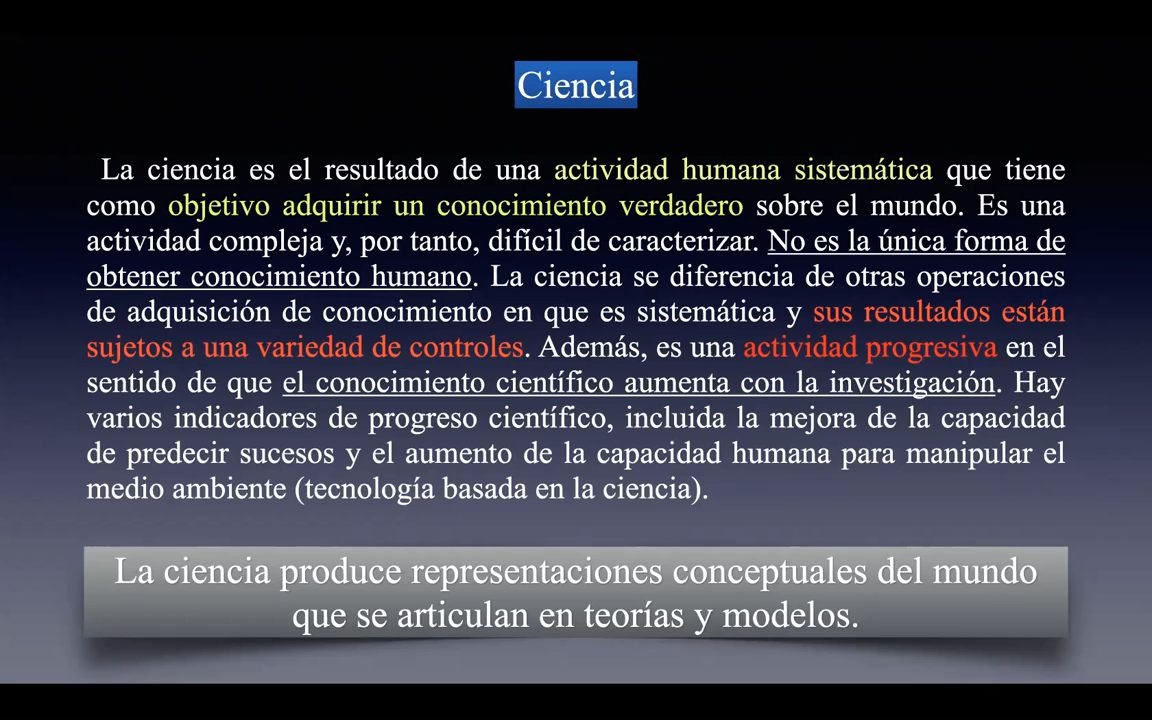 Ciencia
La ciencia es el resultado de una actividad humana sistemática que tiene
como objetivo adquirir un conocimiento verdadero sobre el mundo. Es una
actividad compleja y, por tanto, difícil de caracterizar. No es la única forma de
obtener conocimiento humano. La ciencia se diferencia de otras operaciones
de adquisición de conocimiento en que es sistemática y sus resultados están
sujetos a una variedad de controles. Además, es una actividad progresiva en el
sentido de que el conocimiento científico aumenta con la investigación. Hay
varios indicadores de progreso científico, incluida la mejora de la capacidad
de predecir sucesos y el aumento de la capacidad humana para manipular el
medio ambiente (tecnología basada en la ciencia).
La ciencia produce representaciones conceptuales del mundo
que se articulan en teorías y modelos.